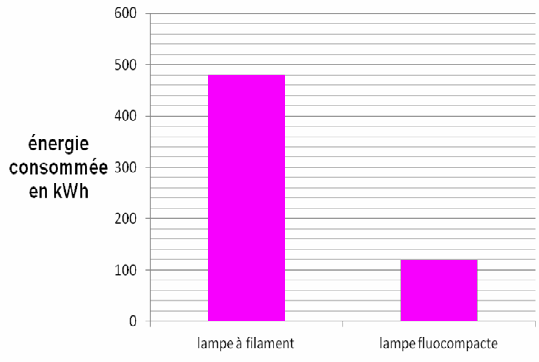 600
500
400
300
200
100
0
énergie
consommée
en kWh
lampe à filament
lampe fluocompacte